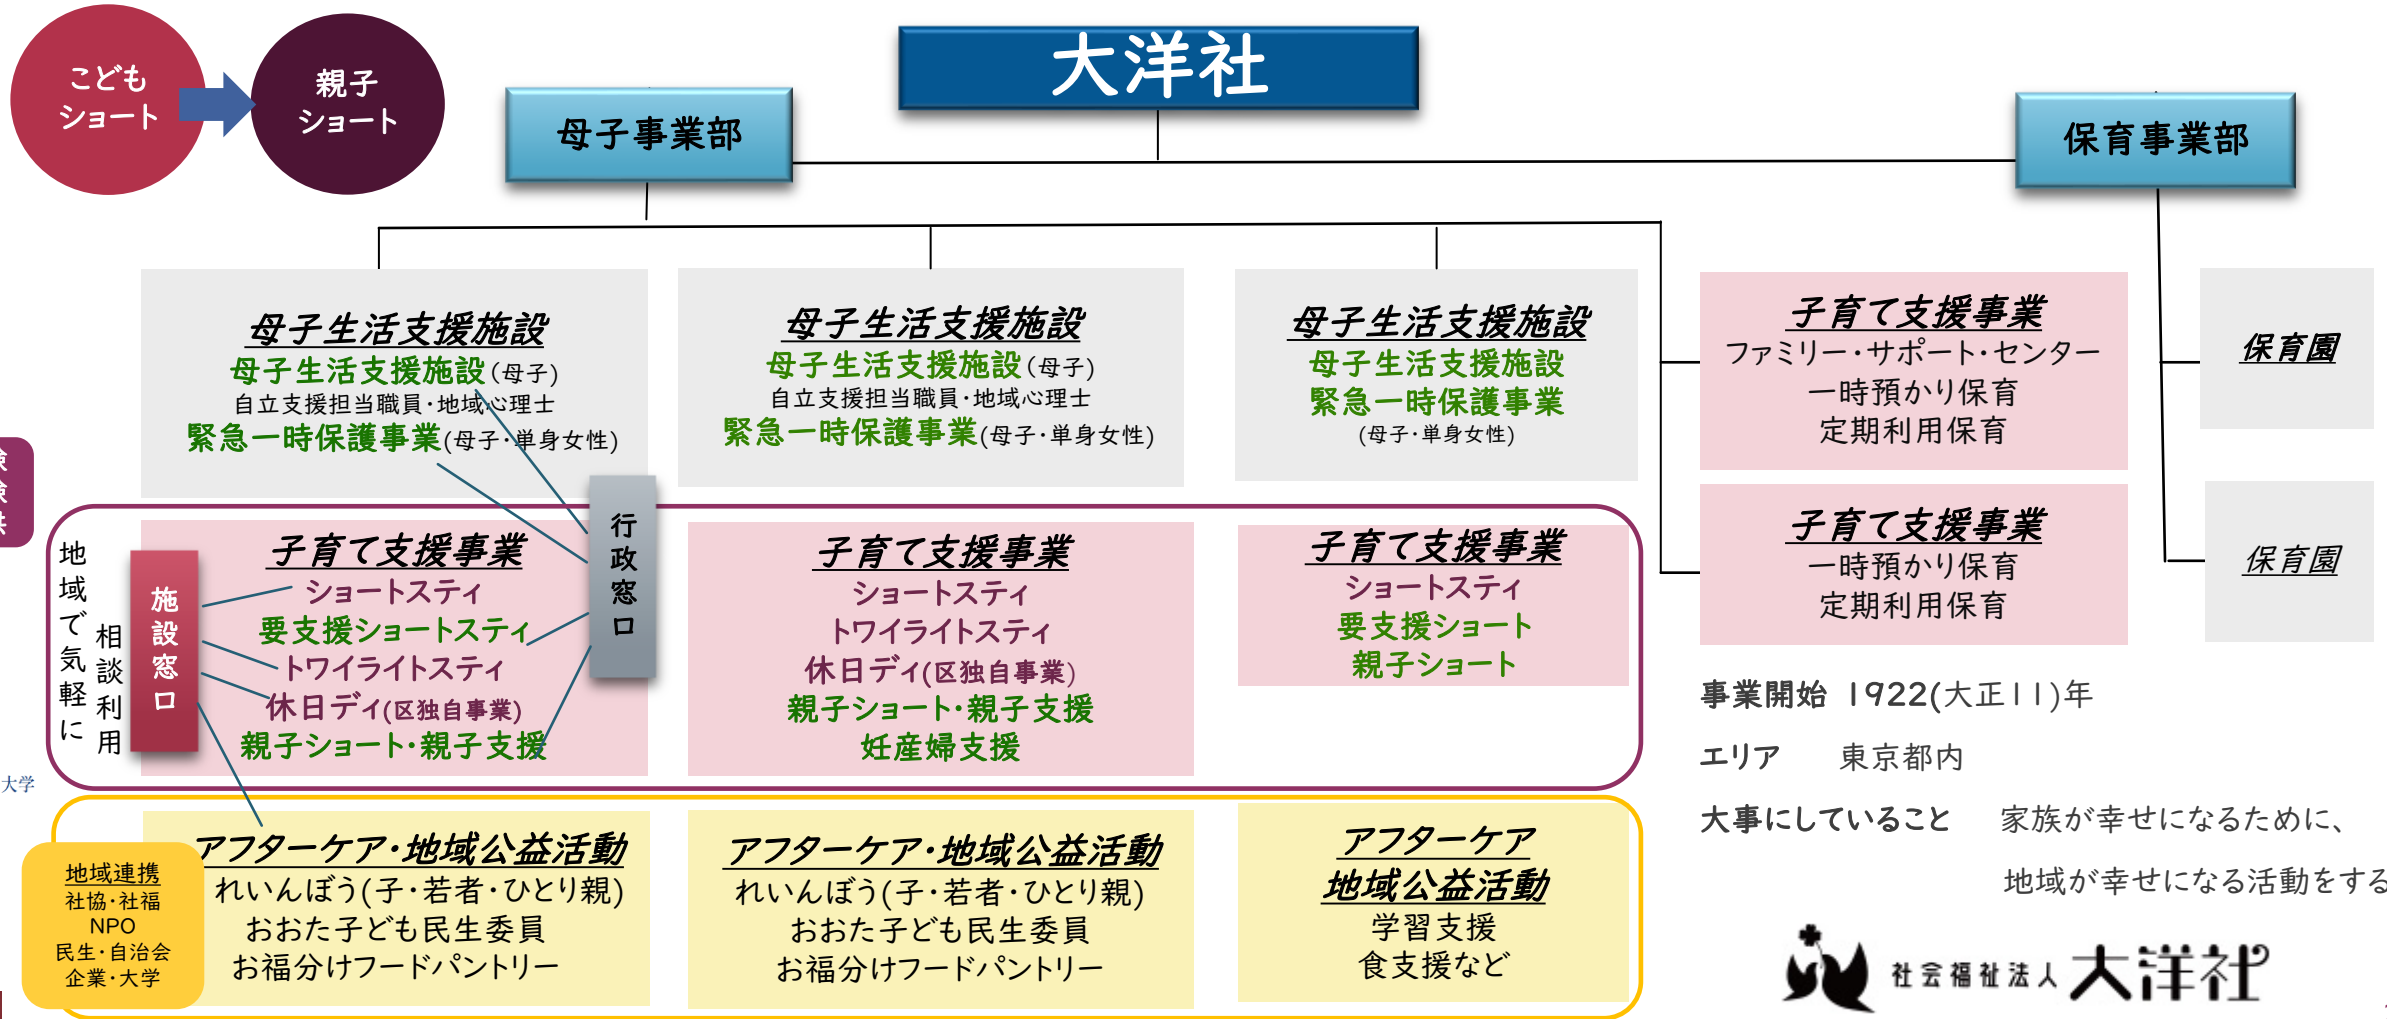 こども
ショート
親子
ショート
大洋社
母子事業部
保育事業部
母子生活支援施設
母子生活支援施設(母子)
自立支援担当職員・地域心理士
緊急一時保護事業(母子・単身女性)
母子生活支援施設
母子生活支援施設(母子)
自立支援担当職員・地域心理士
緊急一時保護事業(母子・単身女性)
母子生活支援施設
母子生活支援施設
緊急一時保護事業
(母子・単身女性)
子育て支援事業
ファミリー・サポート・センター
一時預かり保育
定期利用保育
保育園
子育て支援事業
一時預かり保育
定期利用保育
保育園
行政窓口
地域で気軽に
相談利用
施設窓口
子育て支援事業
ショートスティ
要支援ショートスティ
トワイライトスティ
休日デイ(区独自事業)
親子ショート・親子支援
子育て支援事業
ショートスティ
トワイライトスティ
休日デイ(区独自事業)
親子ショート・親子支援
妊産婦支援
子育て支援事業
ショートスティ
要支援ショート
親子ショート
大学
地域連携
社協・社福
NPO
民生・自治会
企業・大学
アフターケア・地域公益活動
れいんぼう(子・若者・ひとり親)
おおた子ども民生委員
お福分けフードパントリー
アフターケア・地域公益活動
れいんぼう(子・若者・ひとり親)
おおた子ども民生委員
お福分けフードパントリー
アフターケア
地域公益活動
学習支援
食支援など
事業開始 1922(大正11)年
エリア 東京都内
大事にしていること 家族が幸せになるために、
地域が幸せになる活動をする
社会福祉法人 大洋社